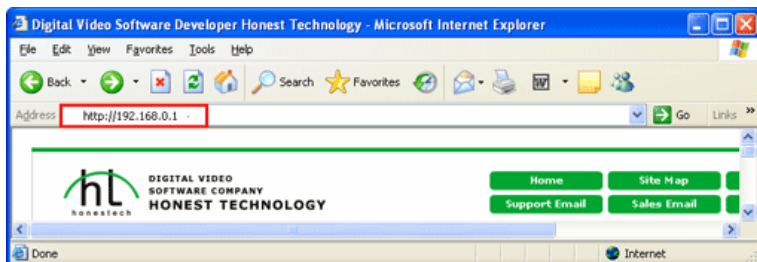 Digital Video Software Developer Honest Technology - Microsoft Internet Explorer
File Edit View Favorites Tools Help
Back Search Favorites
Address http://192.168.0.1 Go Links »
hl honestech
DIGITAL VIDEO
SOFTWARE COMPANY
HONEST TECHNOLOGY
Home Site Map
Support Email Sales Email
Done Internet